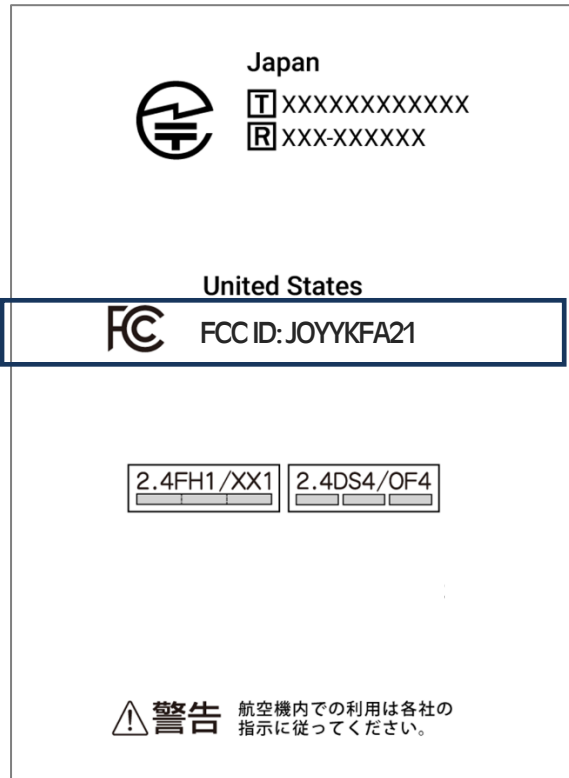 Japan
T XXXXXXXXXXXX
R XXX-XXXXXX
United States
FC FCC ID: JOYYKFA21
2.4FH1/XX1 2.4DS4/OF4
警告 航空機内での利用は各社の
指示に従ってください。